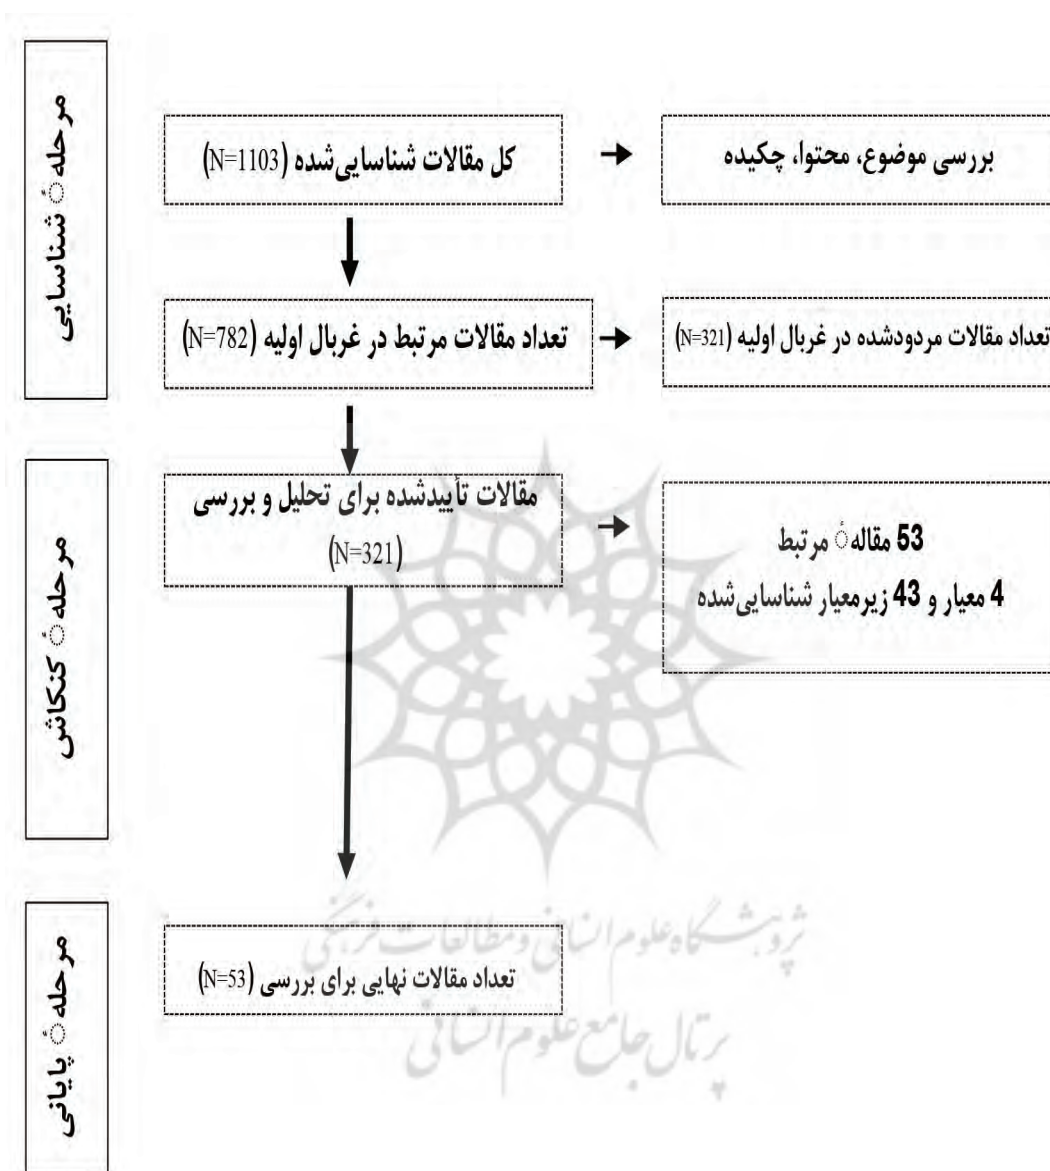 مرحلهٔ شناسایی
کل مقالات شناسایی‌شده (N=1103)
بررسی موضوع، محتوا، چکیده
تعداد مقالات مرتبط در غربال اولیه (N=782)
تعداد مقالات مردودشده در غربال اولیه (N=321)
مرحلهٔ کنکاش
مقالات تأییدشده برای تحلیل و بررسی
(N=321)
53 مقالهٔ مرتبط
4 معیار و 43 زیرمعیار شناسایی‌شده
مرحلهٔ پایانی
تعداد مقالات نهایی برای بررسی (N=53)
پژوهشگاه علوم انسانی و مطالعات فرهنگی
پرتال جامع علوم انسانی